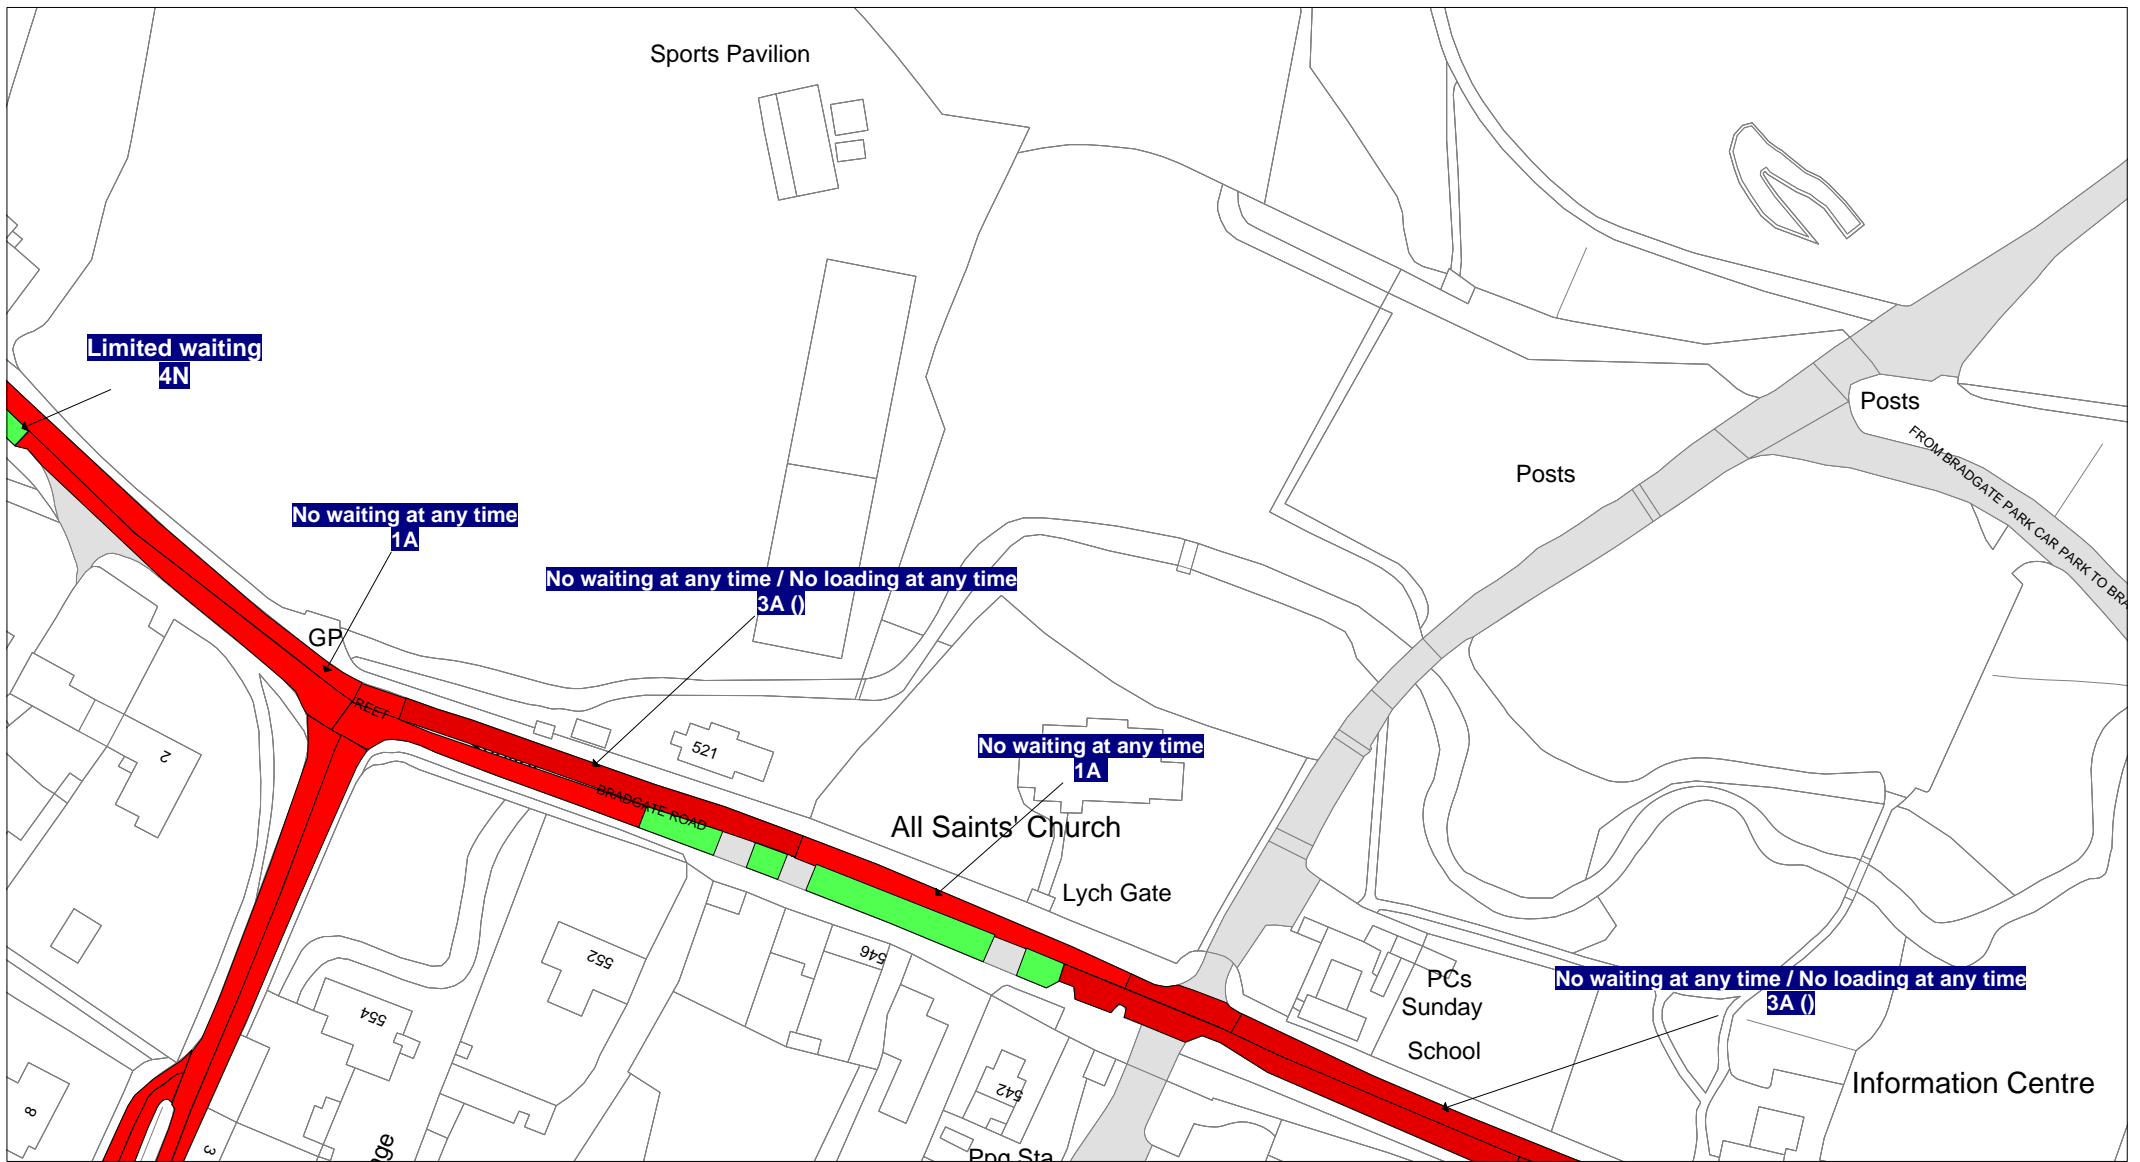 Sports Pavilion
Limited waiting
4N
Posts
FROM BRADGATE PARK CAR PARK TO BRA
Posts
No waiting at any time
1A
No waiting at any time / No loading at any time
3A ()
GP
REET
521
2
No waiting at any time
1A
BRADGATE ROAD
All Saints' Church
Lych Gate
546
552
554
PCs
Sunday
School
No waiting at any time / No loading at any time
3A ()
Information Centre
542
8
3
nge
Ppg Sta